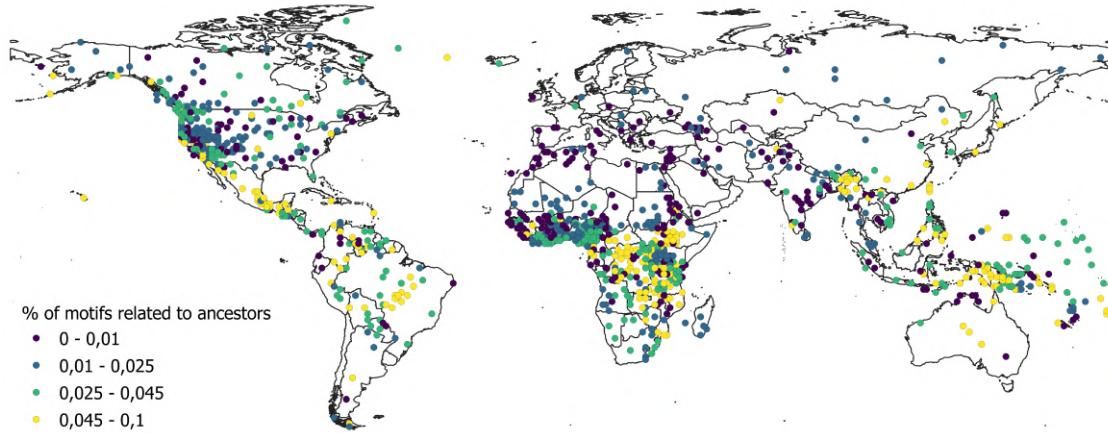 % of motifs related to ancestors
0 - 0,01
0,01 - 0,025
0,025 - 0,045
0,045 - 0,1